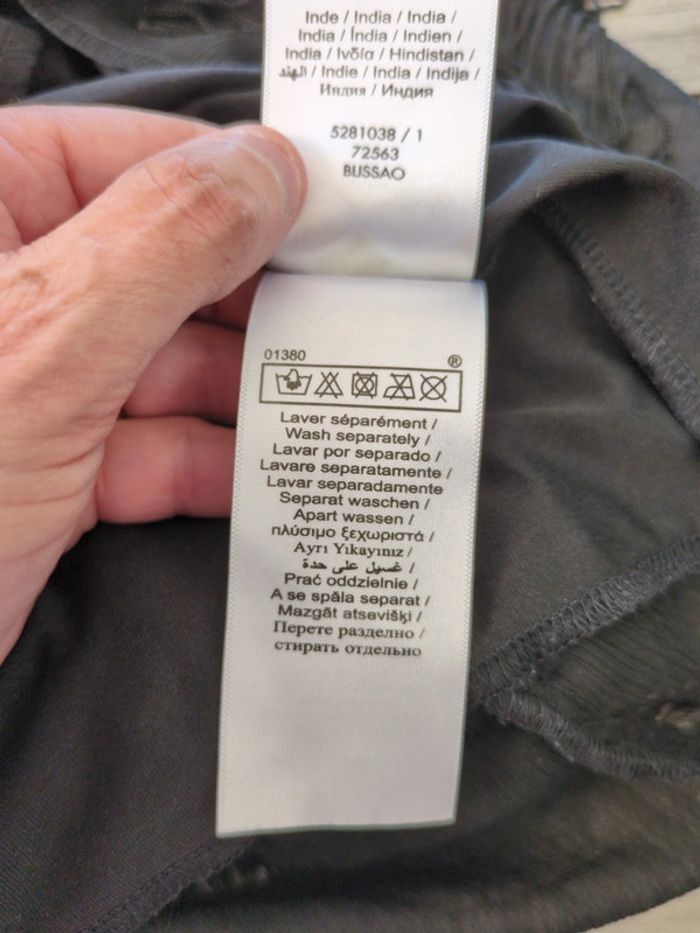 Inde / India / India /
India / Índia / Indien /
India / Ινδία / Hindistan /
الهند / Indie / India / Indija /
Индия / Индия
5281038 / 1
72563
BUSSAO
01380 ®
Laver séparément /
Wash separately /
Lavar por separado /
Lavare separatamente /
Lavar separadamente
Separat waschen /
Apart wassen /
πλύσιμο ξεχωριστά /
Ayrı Yıkayınız /
غسيل على حدة /
Prać oddzielnie /
A se spăla separat /
Mazgāt atsevišķi /
Перете разделно /
стирать отдельно